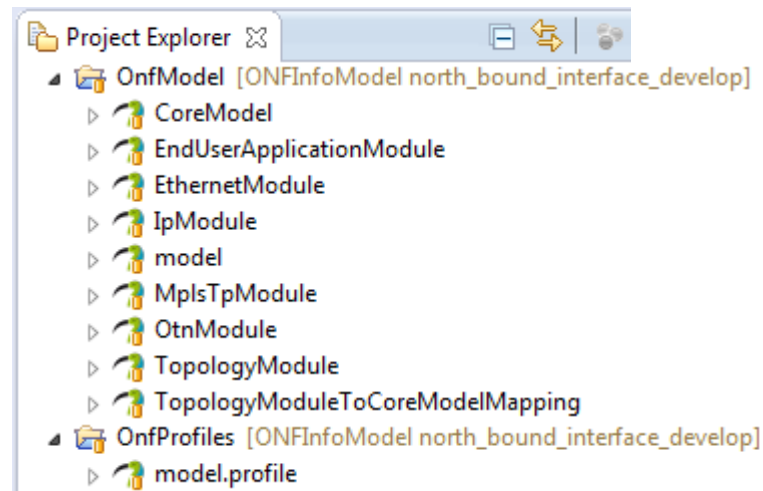 Project Explorer
OnfModel [ONFInfoModel north_bound_interface_develop]
CoreModel
EndUserApplicationModule
EthernetModule
IpModule
model
MplsTpModule
OtnModule
TopologyModule
TopologyModuleToCoreModelMapping
OnfProfiles [ONFInfoModel north_bound_interface_develop]
model.profile